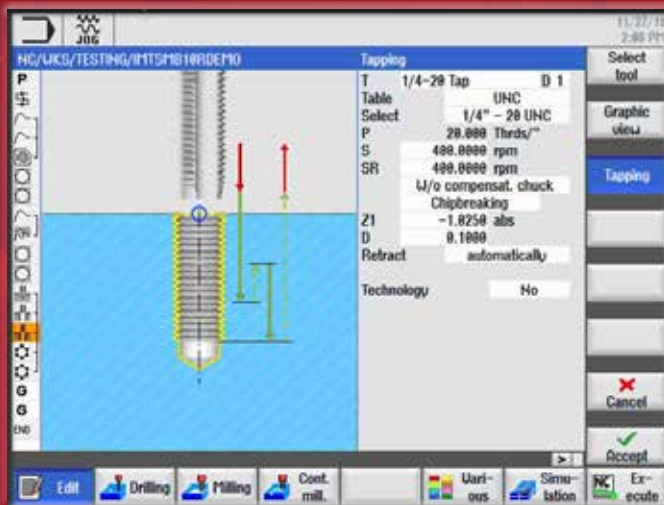 JOG
11/27/1
2:08 PM
NC/WKS/TESTING/IMTSMB10RDEMO
Tapping
Select
tool
T 1/4-20 Tap D 1
Table UNC
Select 1/4" - 20 UNC
P 20.000 Thrds/"
S 400.0000 rpm
SR 400.0000 rpm
W/o compensat. chuck
Chipbreaking
Z1 -1.0250 abs
D 0.1000
Retract automatically
Technology No
Graphic
view
Tapping
Cancel
Accept
P
G
G
END
>
Edit
Drilling
Milling
Cont.
mill.
Vari-
ous
Simu-
lation
NC Ex-
ecute